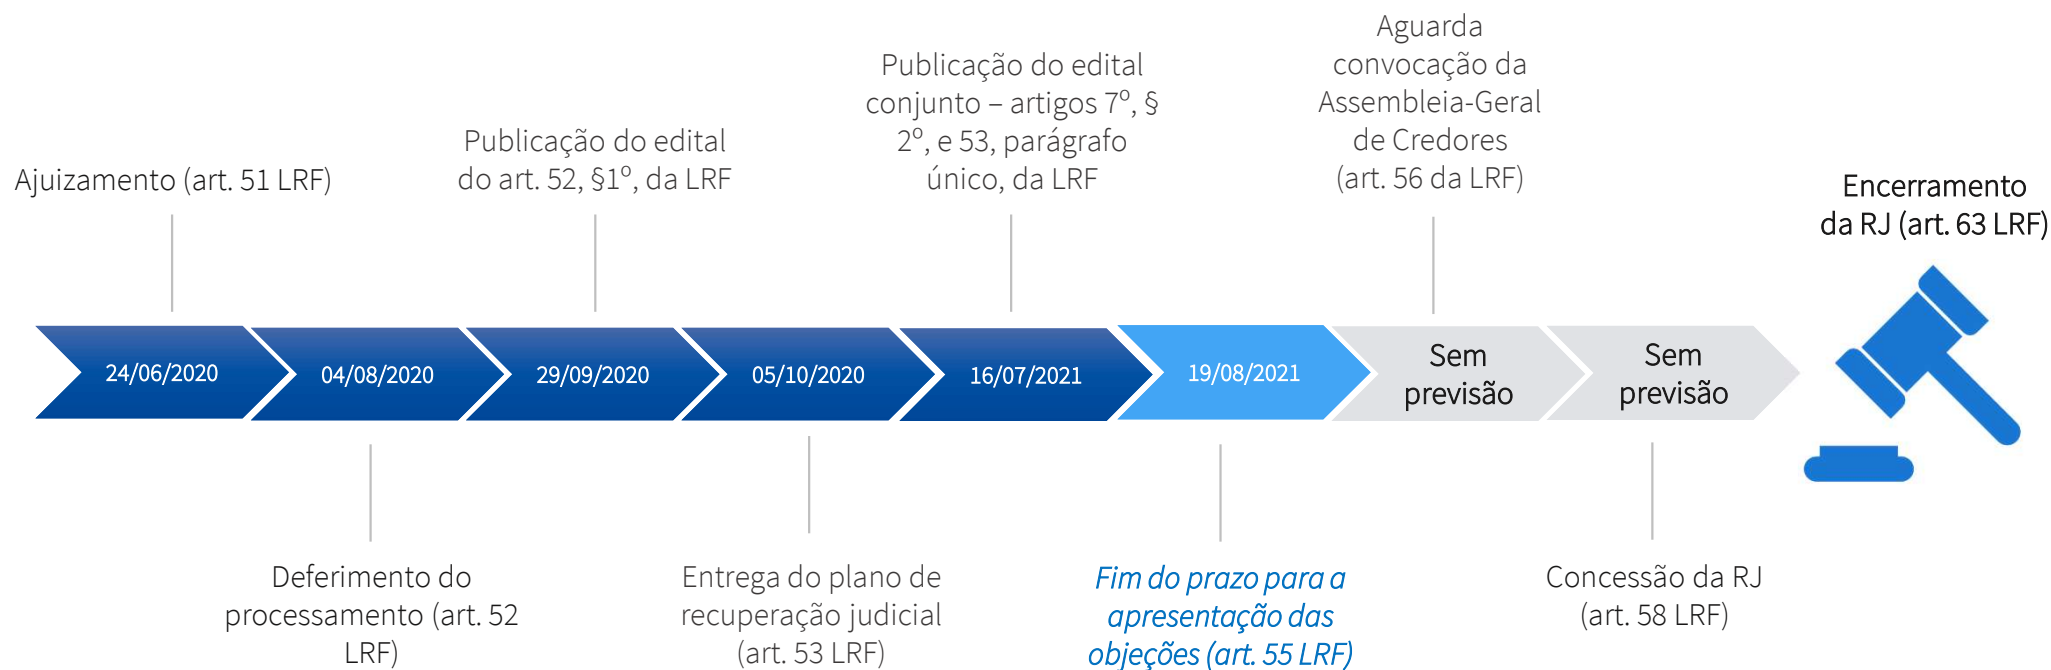 Ajuizamento (art. 51 LRF)
Publicação do edital
do art. 52, §1º, da LRF
Publicação do edital
conjunto – artigos 7º, §
2º, e 53, parágrafo
único, da LRF
Aguarda
convocação da
Assembleia-Geral
de Credores
(art. 56 da LRF)
Encerramento
da RJ (art. 63 LRF)
24/06/2020
04/08/2020
29/09/2020
05/10/2020
16/07/2021
19/08/2021
Sem
previsão
Sem
previsão
Deferimento do
processamento (art. 52
LRF)
Entrega do plano de
recuperação judicial
(art. 53 LRF)
Fim do prazo para a
apresentação das
objeções (art. 55 LRF)
Concessão da RJ
(art. 58 LRF)